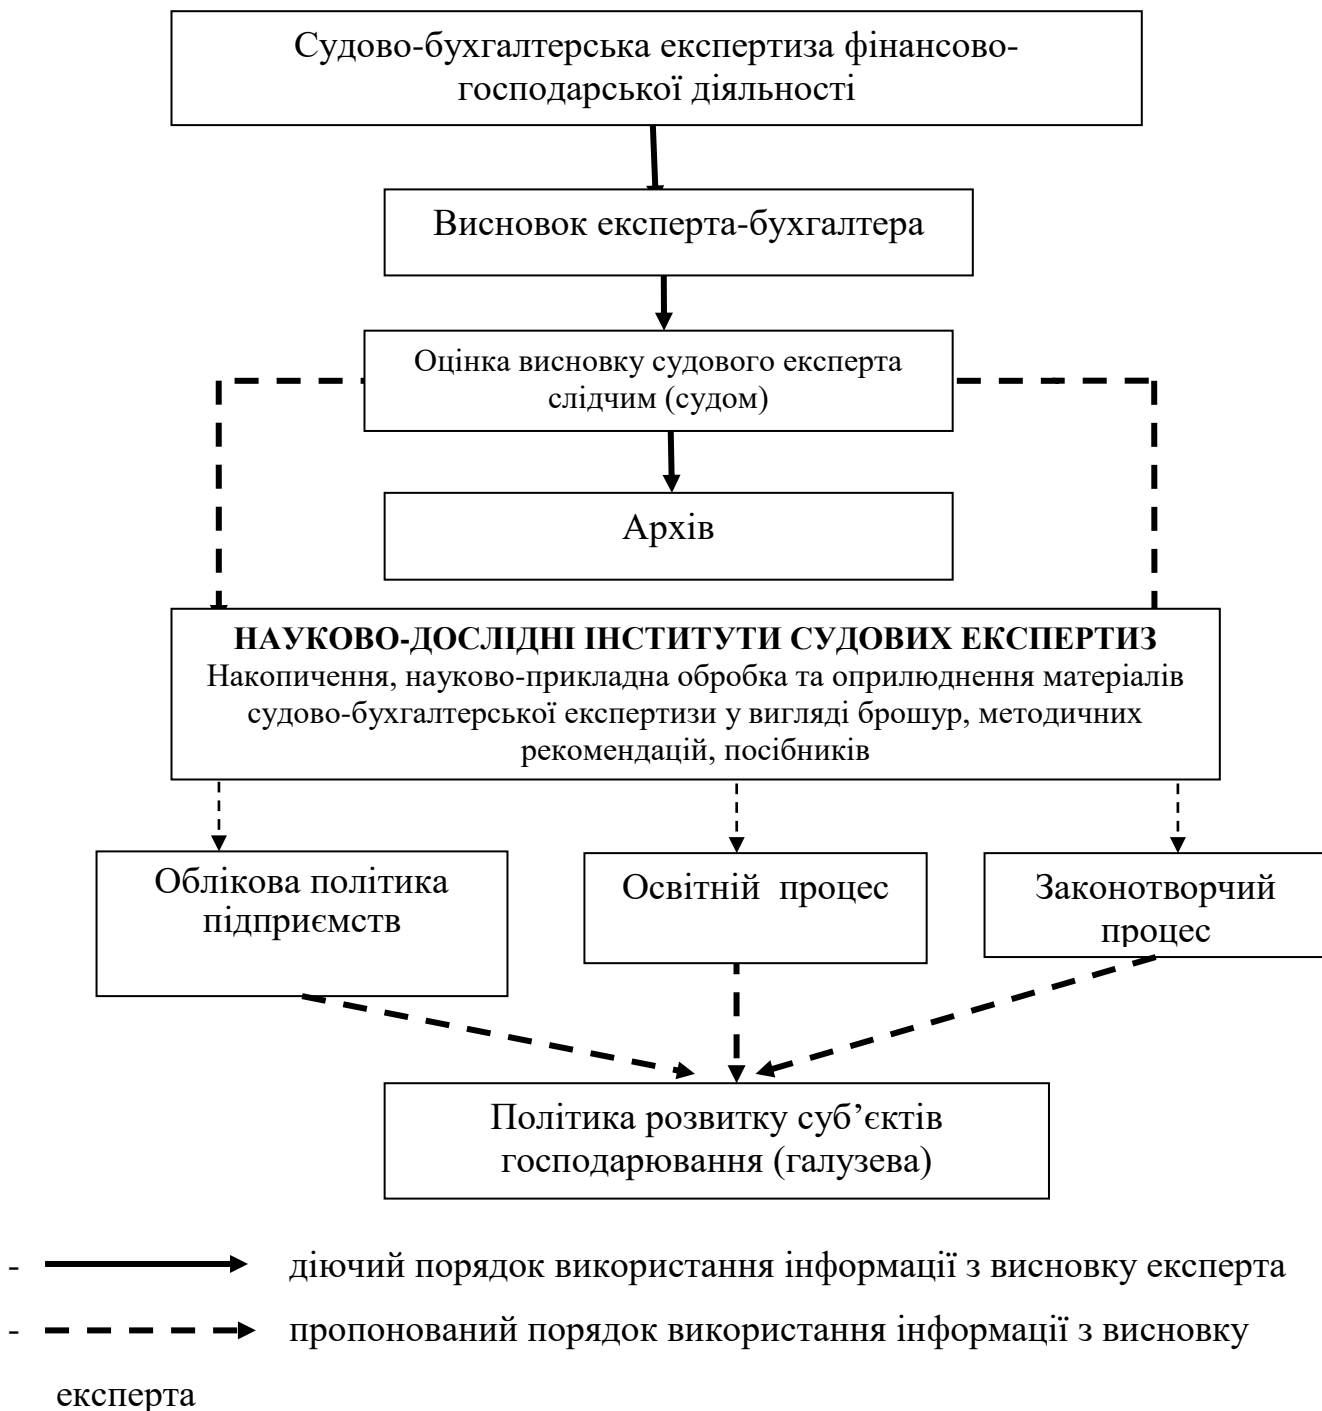 Судово-бухгалтерська експертиза фінансово-
господарської діяльності
Висновок експерта-бухгалтера
Оцінка висновку судового експерта
слідчим (судом)
Архів
НАУКОВО-ДОСЛІДНІ ІНСТИТУТИ СУДОВИХ ЕКСПЕРТИЗ
Накопичення, науково-прикладна обробка та оприлюднення матеріалів
судово-бухгалтерської експертизи у вигляді брошур, методичних
рекомендацій, посібників
Облікова політика
підприємств
Освітній процес
Законотворчий
процес
Політика розвитку суб’єктів
господарювання (галузева)
- діючий порядок використання інформації з висновку експерта
- пропонований порядок використання інформації з висновку
експерта